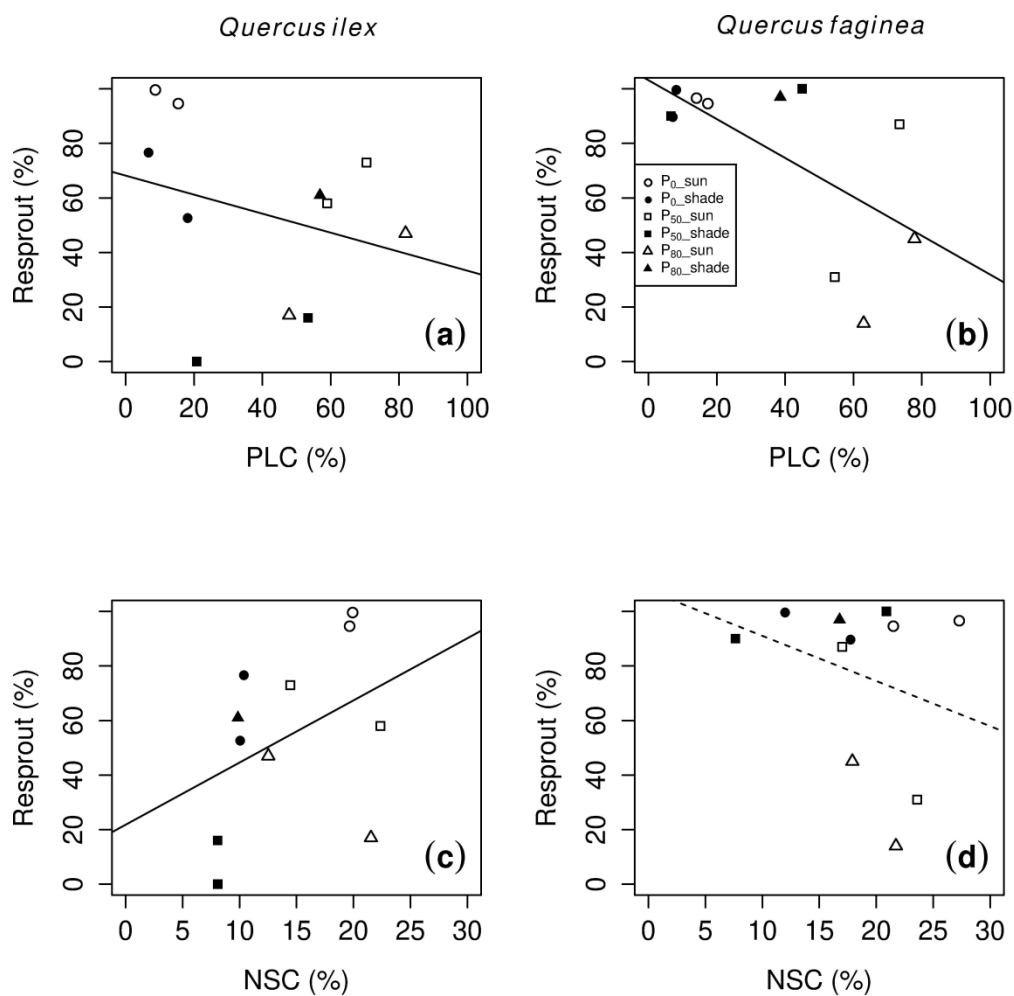 Quercus ilex
Quercus faginea
Resprout (%)
0 20 40 60 80
(a)
0 20 40 60 80 100
PLC (%)
Resprout (%)
0 20 40 60 80
P₀_sun
P₀_shade
P₅₀_sun
P₅₀_shade
P₈₀_sun
P₈₀_shade
(b)
0 20 40 60 80 100
PLC (%)
Resprout (%)
0 20 40 60 80
(c)
0 5 10 15 20 25 30
NSC (%)
Resprout (%)
0 20 40 60 80
(d)
0 5 10 15 20 25 30
NSC (%)